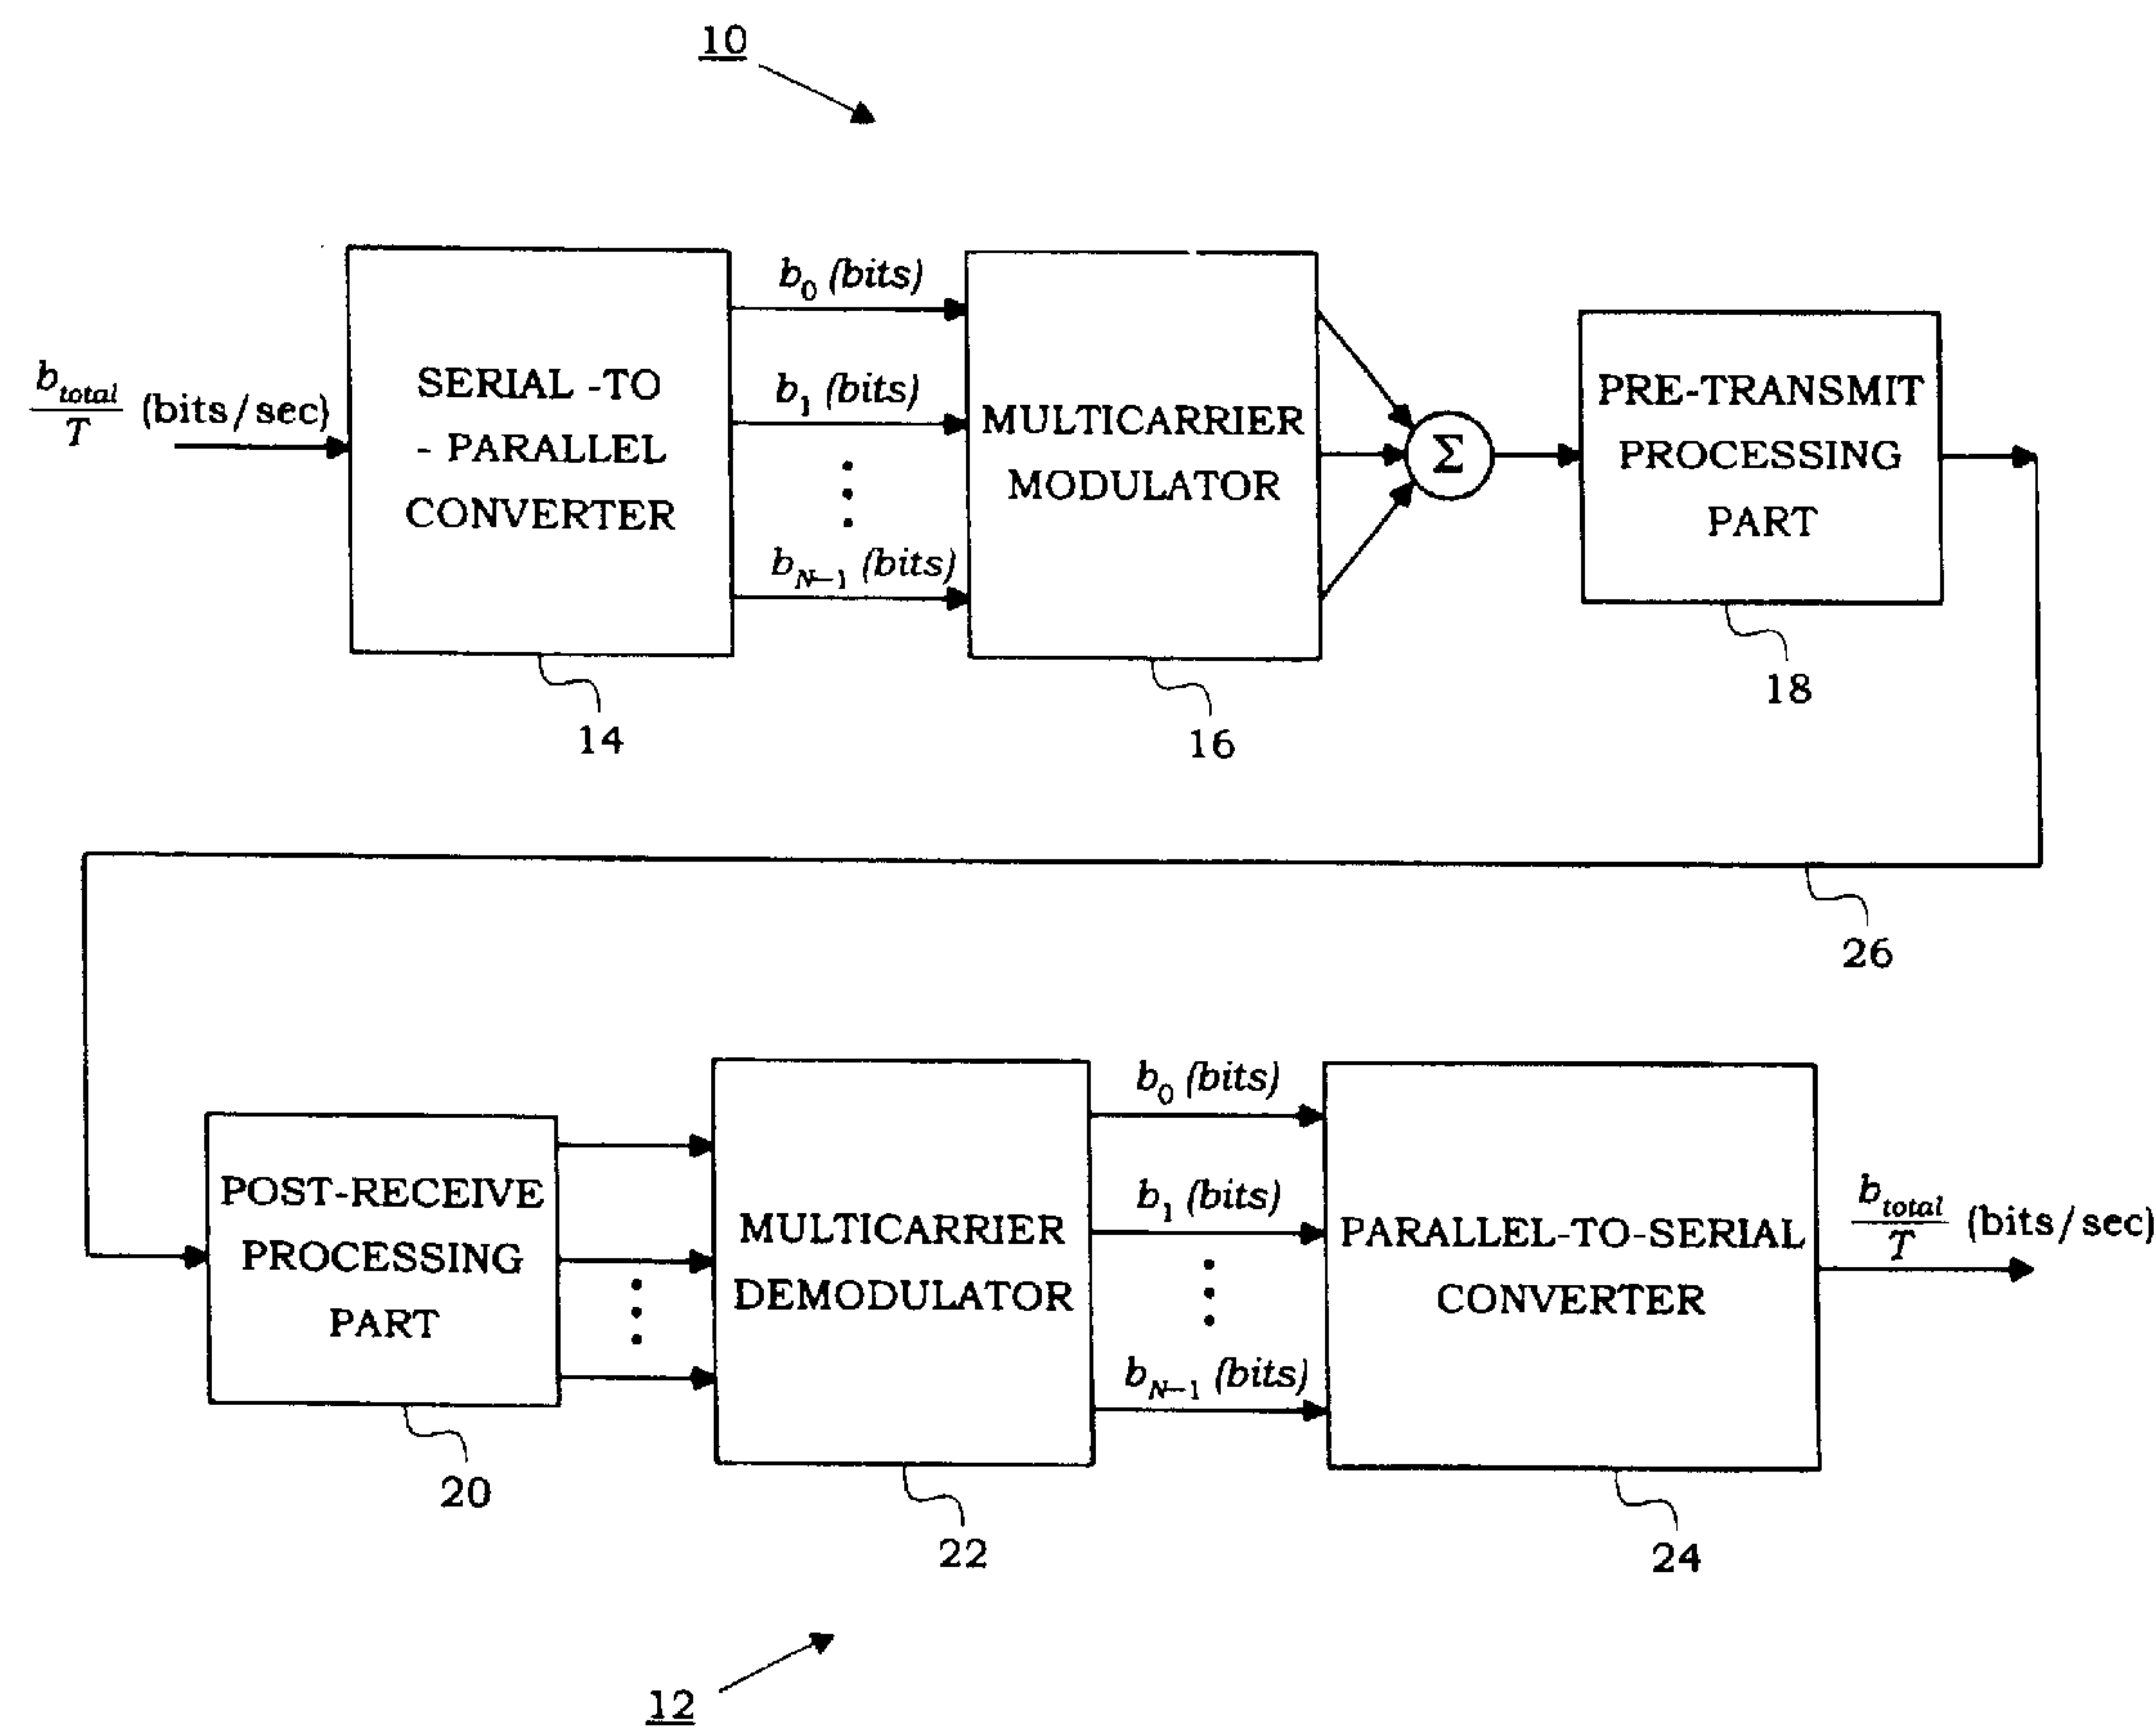 10
b_total/T (bits/sec)
SERIAL -TO
- PARALLEL
CONVERTER
b_0 (bits)
b_1 (bits)
b_{N-1} (bits)
MULTICARRIER
MODULATOR
Σ
PRE-TRANSMIT
PROCESSING
PART
14
16
18
26
POST-RECEIVE
PROCESSING
PART
MULTICARRIER
DEMODULATOR
b_0 (bits)
b_1 (bits)
b_{N-1} (bits)
PARALLEL-TO-SERIAL
CONVERTER
b_total/T (bits/sec)
20
22
24
12